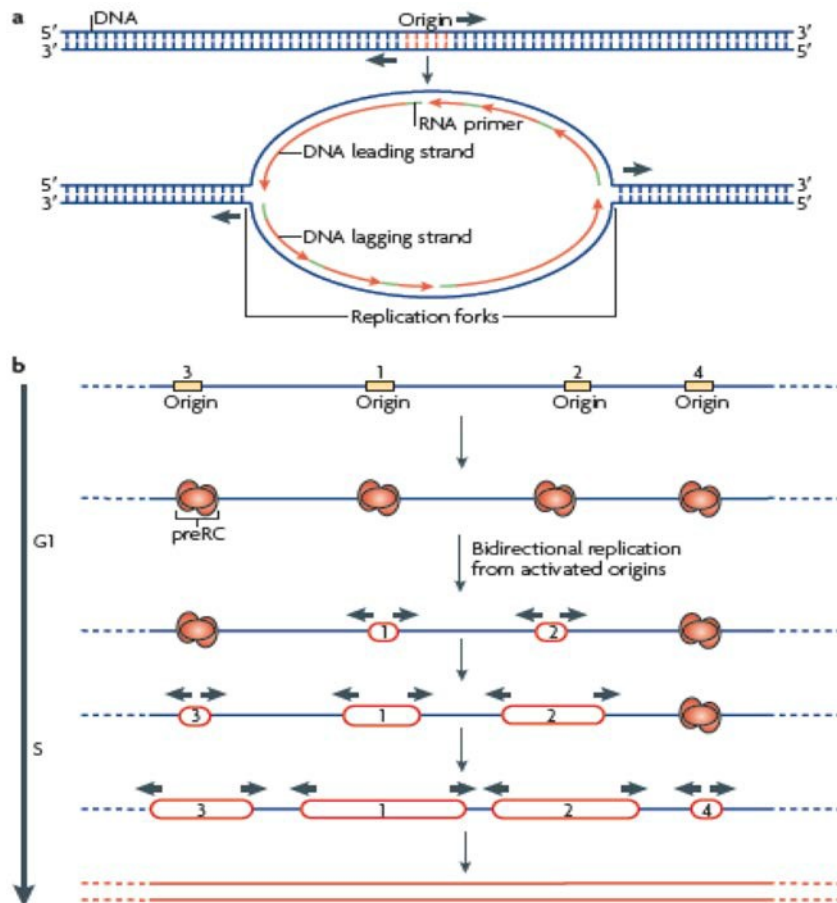 a
DNA
Origin
5′ 3′
3′ 5′
RNA primer
DNA leading strand
5′ 3′
3′ 5′
DNA lagging strand
Replication forks
b
3 1 2 4
Origin Origin Origin Origin
preRC
G1
Bidirectional replication
from activated origins
1 2
3 1 2
S
3 1 2 4